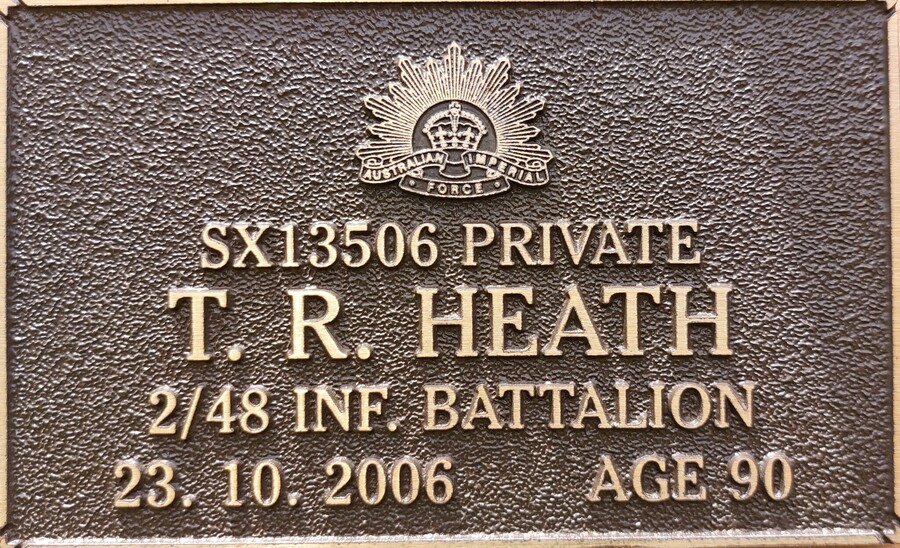 AUSTRALIAN IMPERIAL
FORCE
SX13506 PRIVATE
T. R. HEATH
2/48 INF. BATTALION
23. 10. 2006 AGE 90